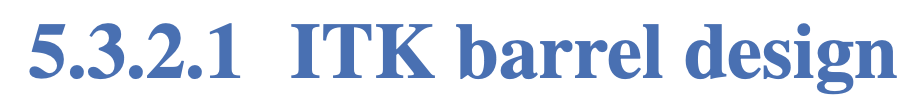 5.3.2.1 ITK barrel design